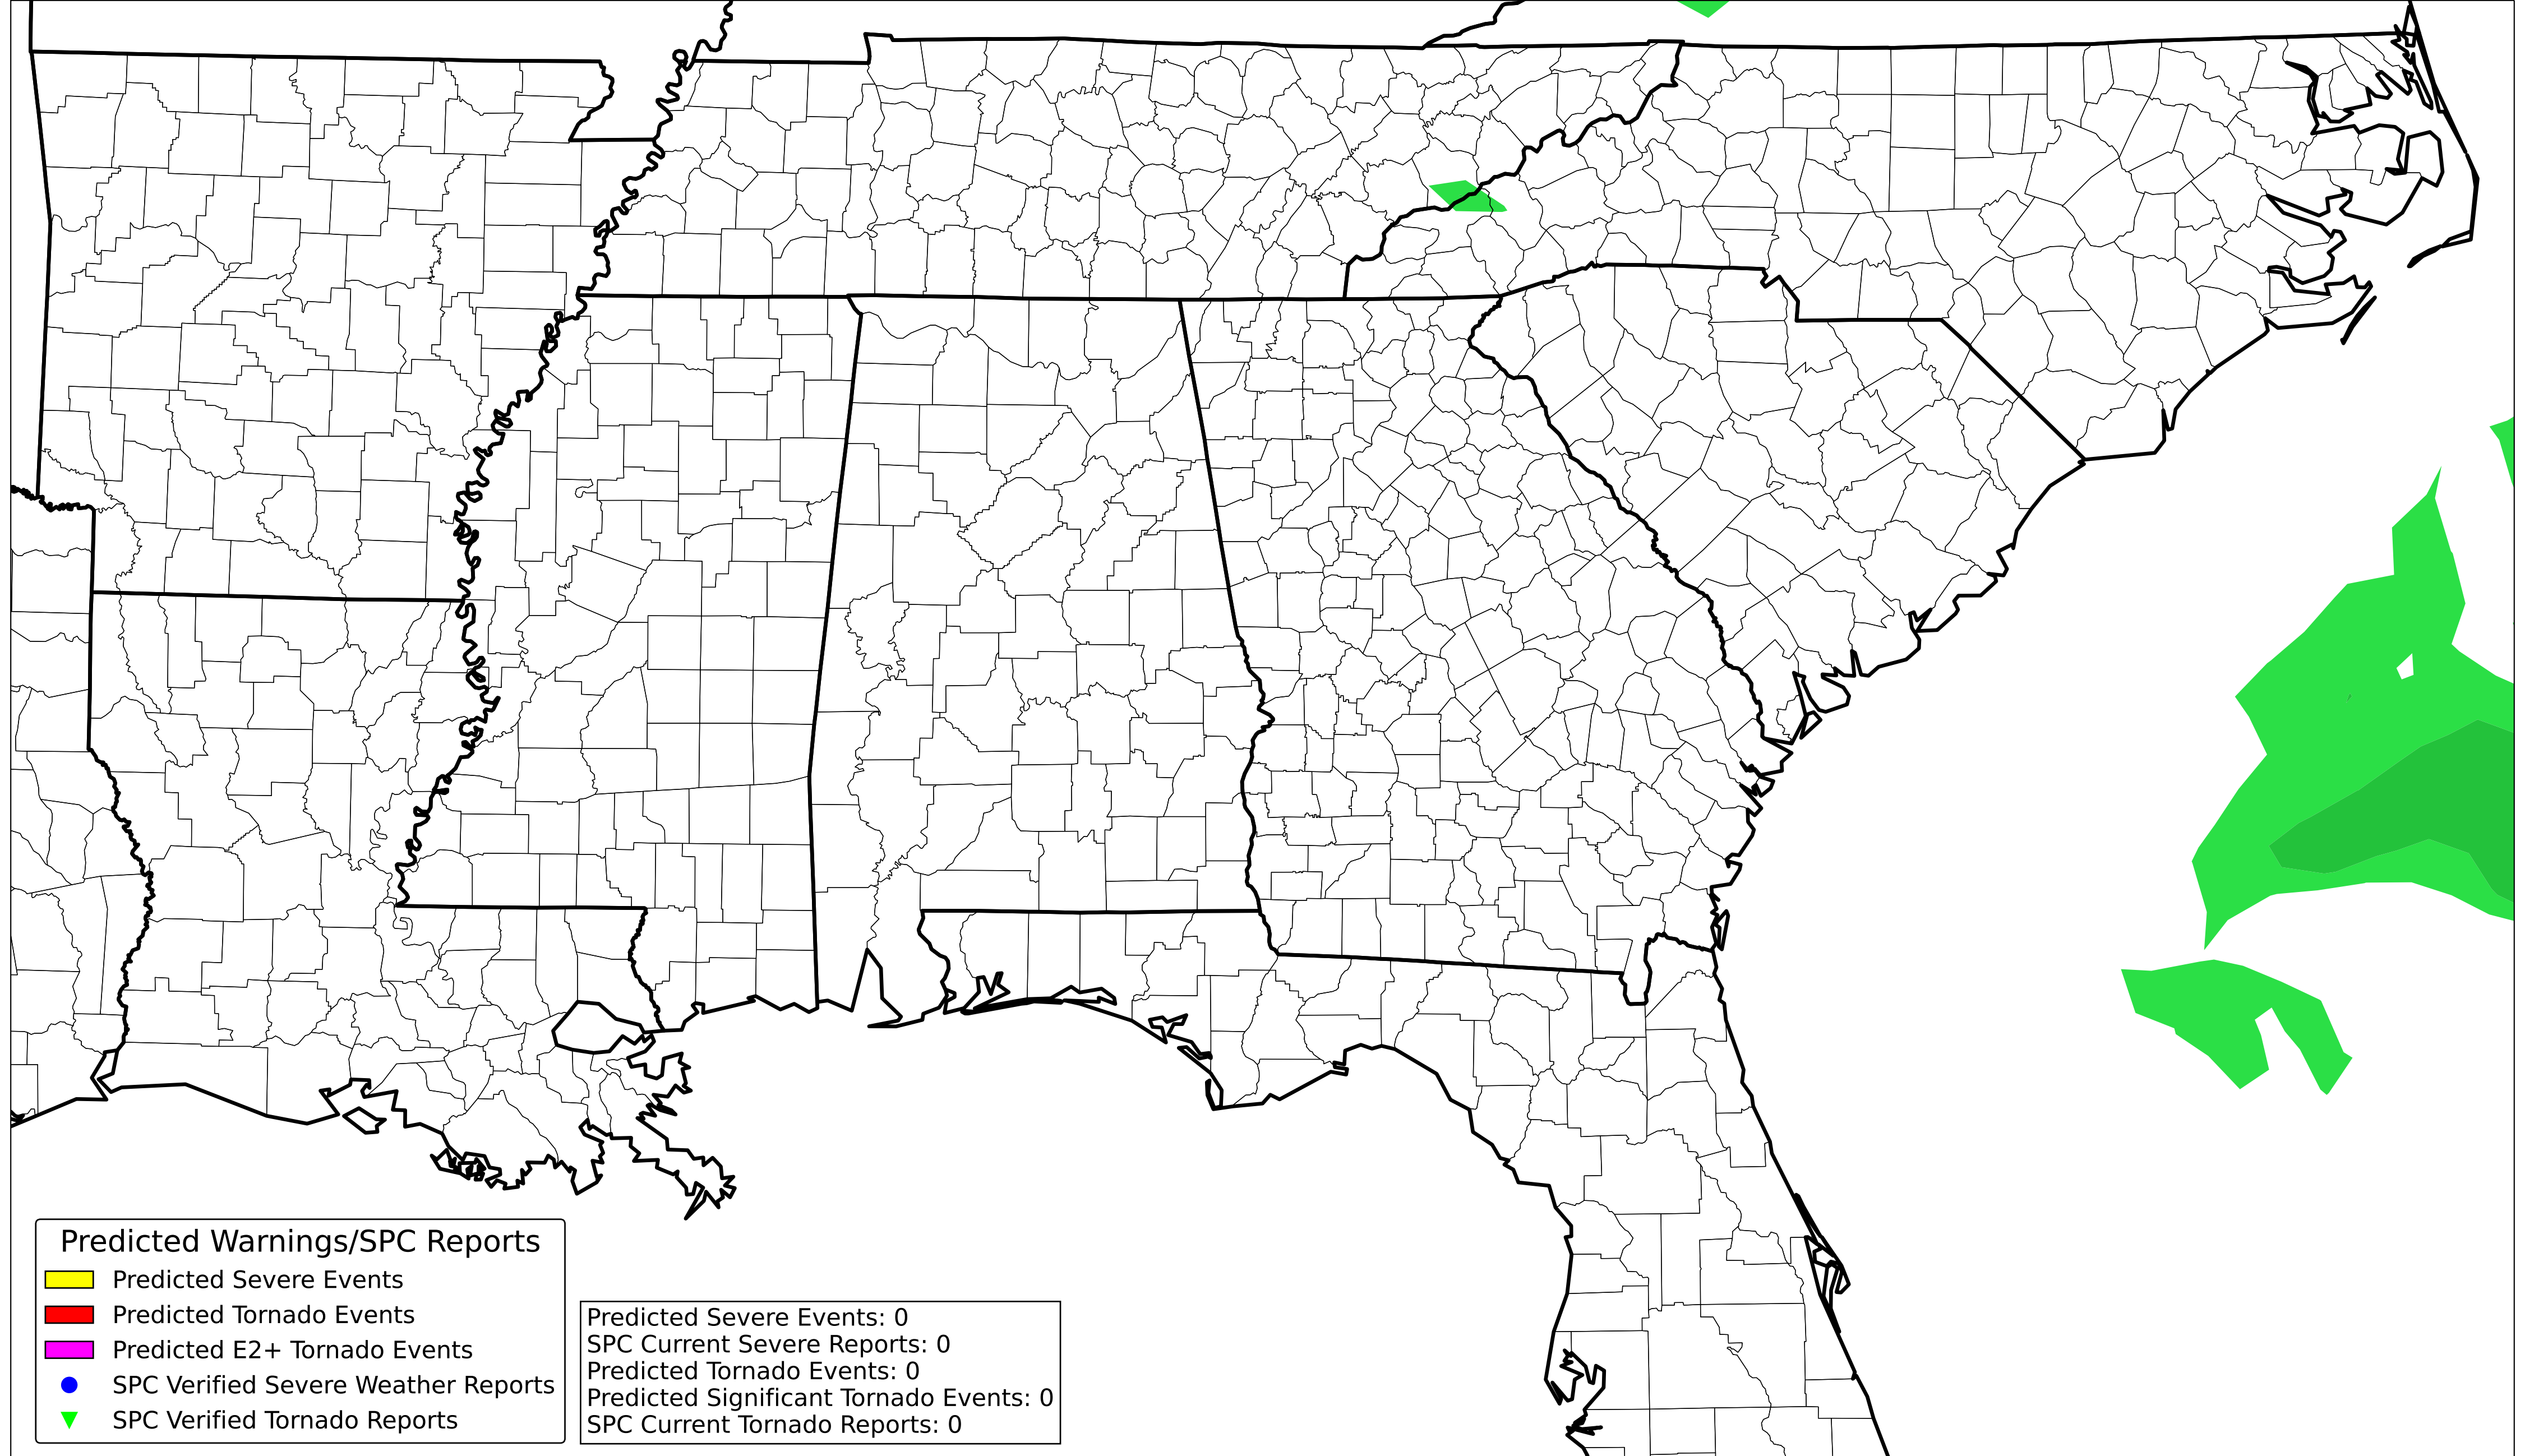 Predicted Warnings/SPC Reports
Predicted Severe Events
Predicted Tornado Events
Predicted E2+ Tornado Events
SPC Verified Severe Weather Reports
SPC Verified Tornado Reports
Predicted Severe Events: 0
SPC Current Severe Reports: 0
Predicted Tornado Events: 0
Predicted Significant Tornado Events: 0
SPC Current Tornado Reports: 0